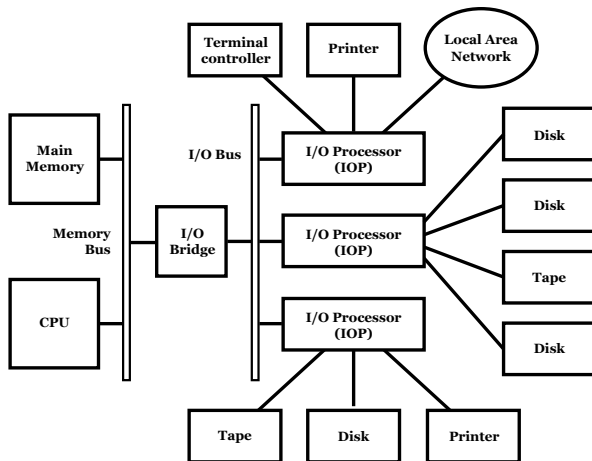 Terminal
controller
Printer
Local Area
Network
Main
Memory
I/O Bus
I/O Processor
(IOP)
Disk
Disk
Memory
Bus
I/O
Bridge
I/O Processor
(IOP)
Tape
CPU
I/O Processor
(IOP)
Disk
Tape
Disk
Printer